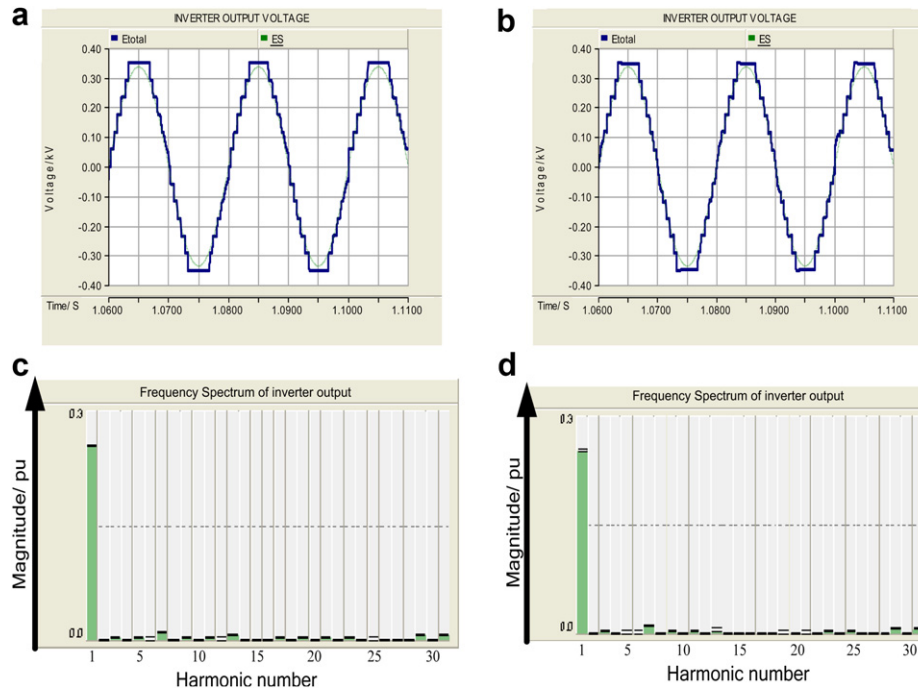 a
INVERTER OUTPUT VOLTAGE
Etotal ES
0.40
0.30
0.20
0.10
0.00
-0.10
-0.20
-0.30
-0.40
Voltage/kV
Time/ S 1.0600 1.0700 1.0800 1.0900 1.1000 1.1100
b
INVERTER OUTPUT VOLTAGE
Etotal ES
0.40
0.30
0.20
0.10
0.00
-0.10
-0.20
-0.30
-0.40
Voltage/kV
Time/ S 1.0600 1.0700 1.0800 1.0900 1.1000 1.1100
c
Frequency Spectrum of inverter output
0.3
0.0
Magnitude/ pu
1 5 10 15 20 25 30
Harmonic number
d
Frequency Spectrum of inverter output
0.3
0.0
Magnitude/ pu
1 5 10 15 20 25 30
Harmonic number